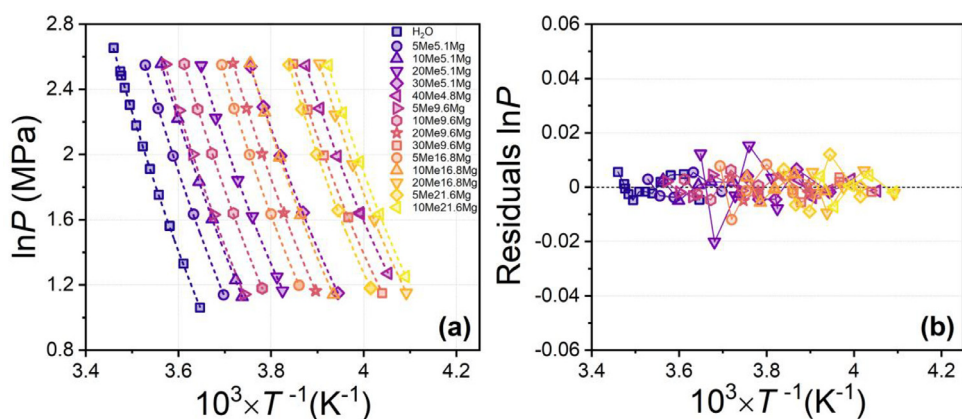 2.8
2.4
2.0
1.6
1.2
0.8
lnP (MPa)
3.4 3.6 3.8 4 4.2
10³×T⁻¹(K⁻¹)
H₂O
5Me5.1Mg
10Me5.1Mg
20Me5.1Mg
30Me5.1Mg
40Me4.8Mg
5Me9.6Mg
10Me9.6Mg
20Me9.6Mg
30Me9.6Mg
5Me16.8Mg
10Me16.8Mg
20Me16.8Mg
5Me21.6Mg
10Me21.6Mg
(a)
0.06
0.04
0.02
0
-0.02
-0.04
-0.06
Residuals lnP
3.4 3.6 3.8 4 4.2
10³×T⁻¹(K⁻¹)
(b)